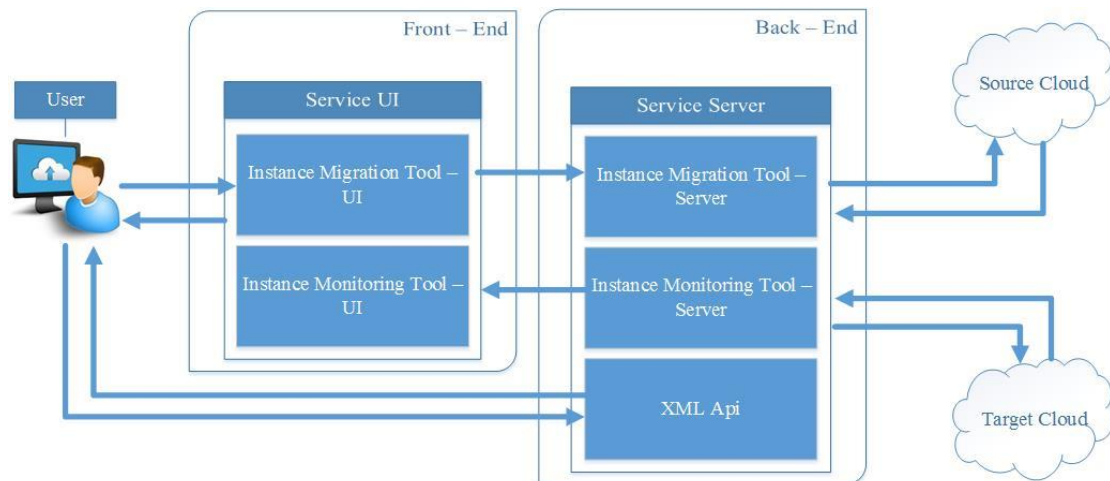 Front – End
Back – End
Source Cloud
User
Service UI
Service Server
Instance Migration Tool –
UI
Instance Migration Tool –
Server
Instance Monitoring Tool –
UI
Instance Monitoring Tool –
Server
XML Api
Target Cloud